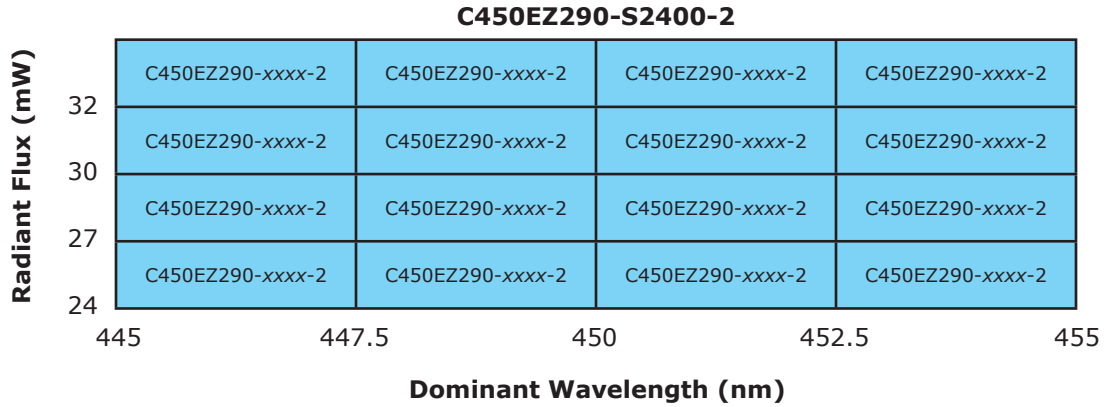 C450EZ290-S2400-2
Radiant Flux (mW)
C450EZ290-xxxx-2 C450EZ290-xxxx-2 C450EZ290-xxxx-2 C450EZ290-xxxx-2
32
C450EZ290-xxxx-2 C450EZ290-xxxx-2 C450EZ290-xxxx-2 C450EZ290-xxxx-2
30
C450EZ290-xxxx-2 C450EZ290-xxxx-2 C450EZ290-xxxx-2 C450EZ290-xxxx-2
27
C450EZ290-xxxx-2 C450EZ290-xxxx-2 C450EZ290-xxxx-2 C450EZ290-xxxx-2
24
445 447.5 450 452.5 455
Dominant Wavelength (nm)